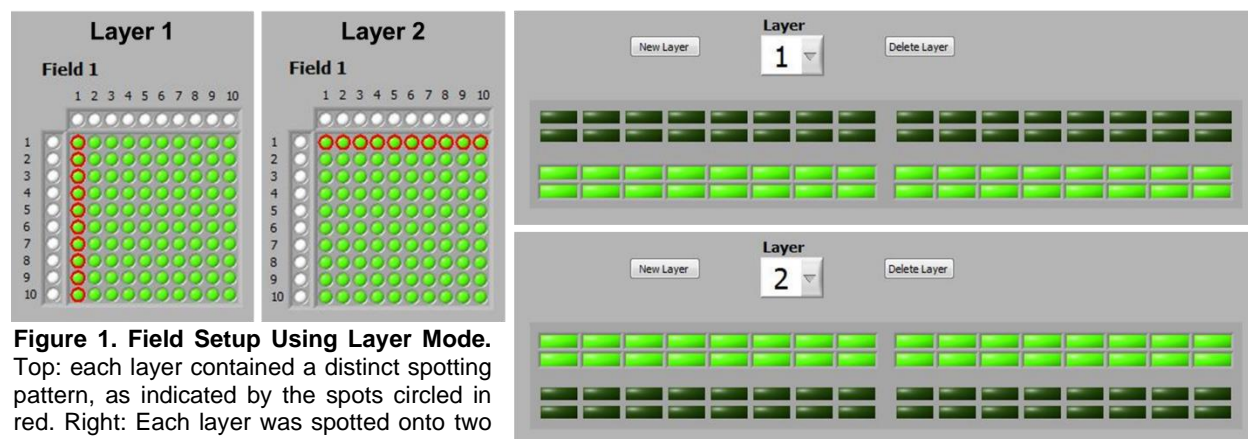 Layer 1
Field 1
1 2 3 4 5 6 7 8 9 10
1
2
3
4
5
6
7
8
9
10
Layer 2
Field 1
1 2 3 4 5 6 7 8 9 10
1
2
3
4
5
6
7
8
9
10
Figure 1. Field Setup Using Layer Mode.
Top: each layer contained a distinct spotting
pattern, as indicated by the spots circled in
red. Right: Each layer was spotted onto two
Layer
New Layer 1 Delete Layer
Layer
New Layer 2 Delete Layer